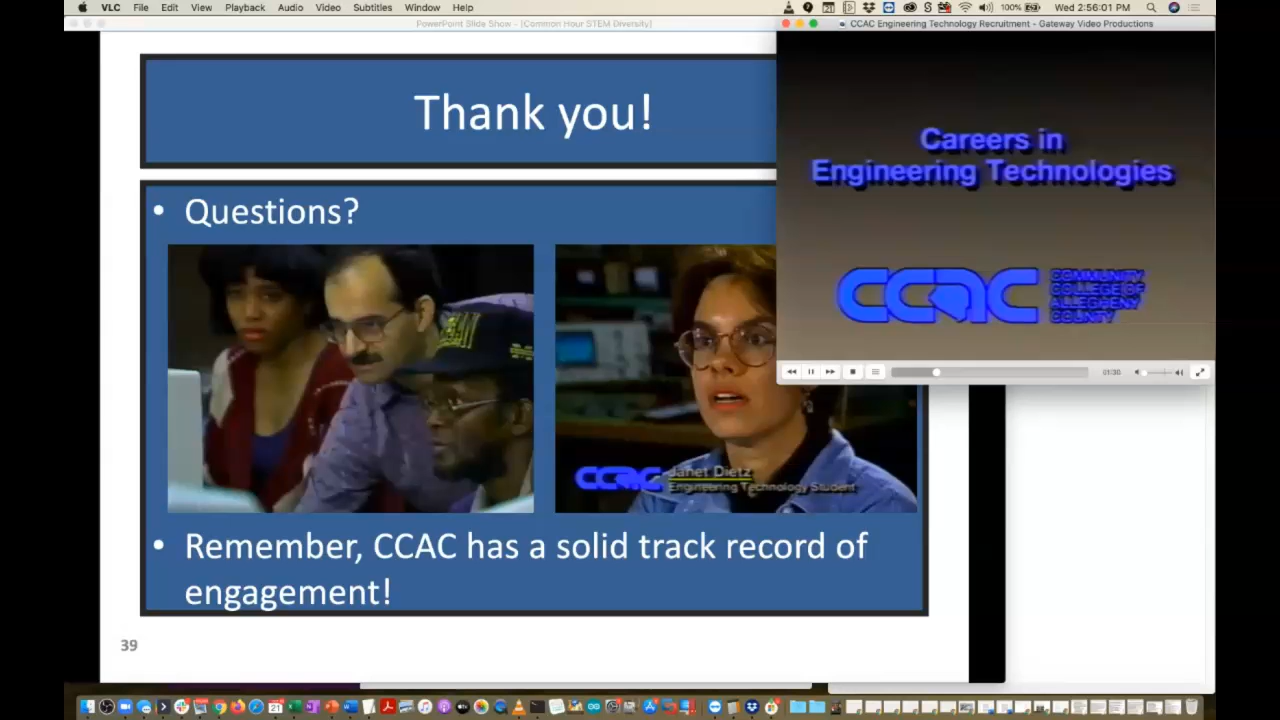 VLC File Edit View Playback Audio Video Subtitles Window Help
100% Wed 2:56:01 PM
PowerPoint Slide Show - [Common Hour STEM Diversity]
CCAC Engineering Technology Recruitment - Gateway Video Productions
Thank you!
Careers in
Engineering Technologies
CCAC
COMMUNITY
COLLEGE OF
ALLEGHENY
COUNTY
01:30
• Questions?
CCAC
Janet Dietz
Engineering Technology Student
• Remember, CCAC has a solid track record of
engagement!
39